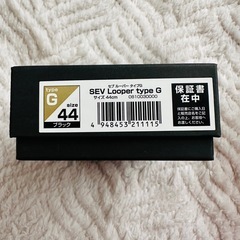 type
G
size
44
ブラック
セブ ルーパー タイプG
SEV Looper type G
サイズ 44cm 0810030000
4 948453 211115
保証書
在中